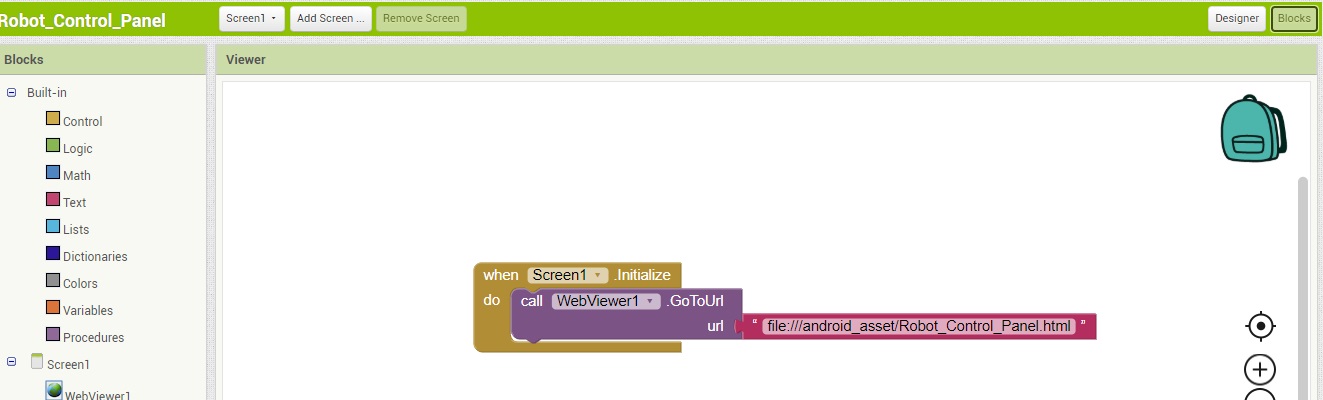 Robot_Control_Panel
Screen1
Add Screen ...
Remove Screen
Designer
Blocks
Blocks
Viewer
Built-in
Control
Logic
Math
Text
Lists
Dictionaries
Colors
Variables
Procedures
Screen1
WebViewer1
when Screen1 .Initialize
do call WebViewer1 .GoToUrl
url “ file:///android_asset/Robot_Control_Panel.html ”